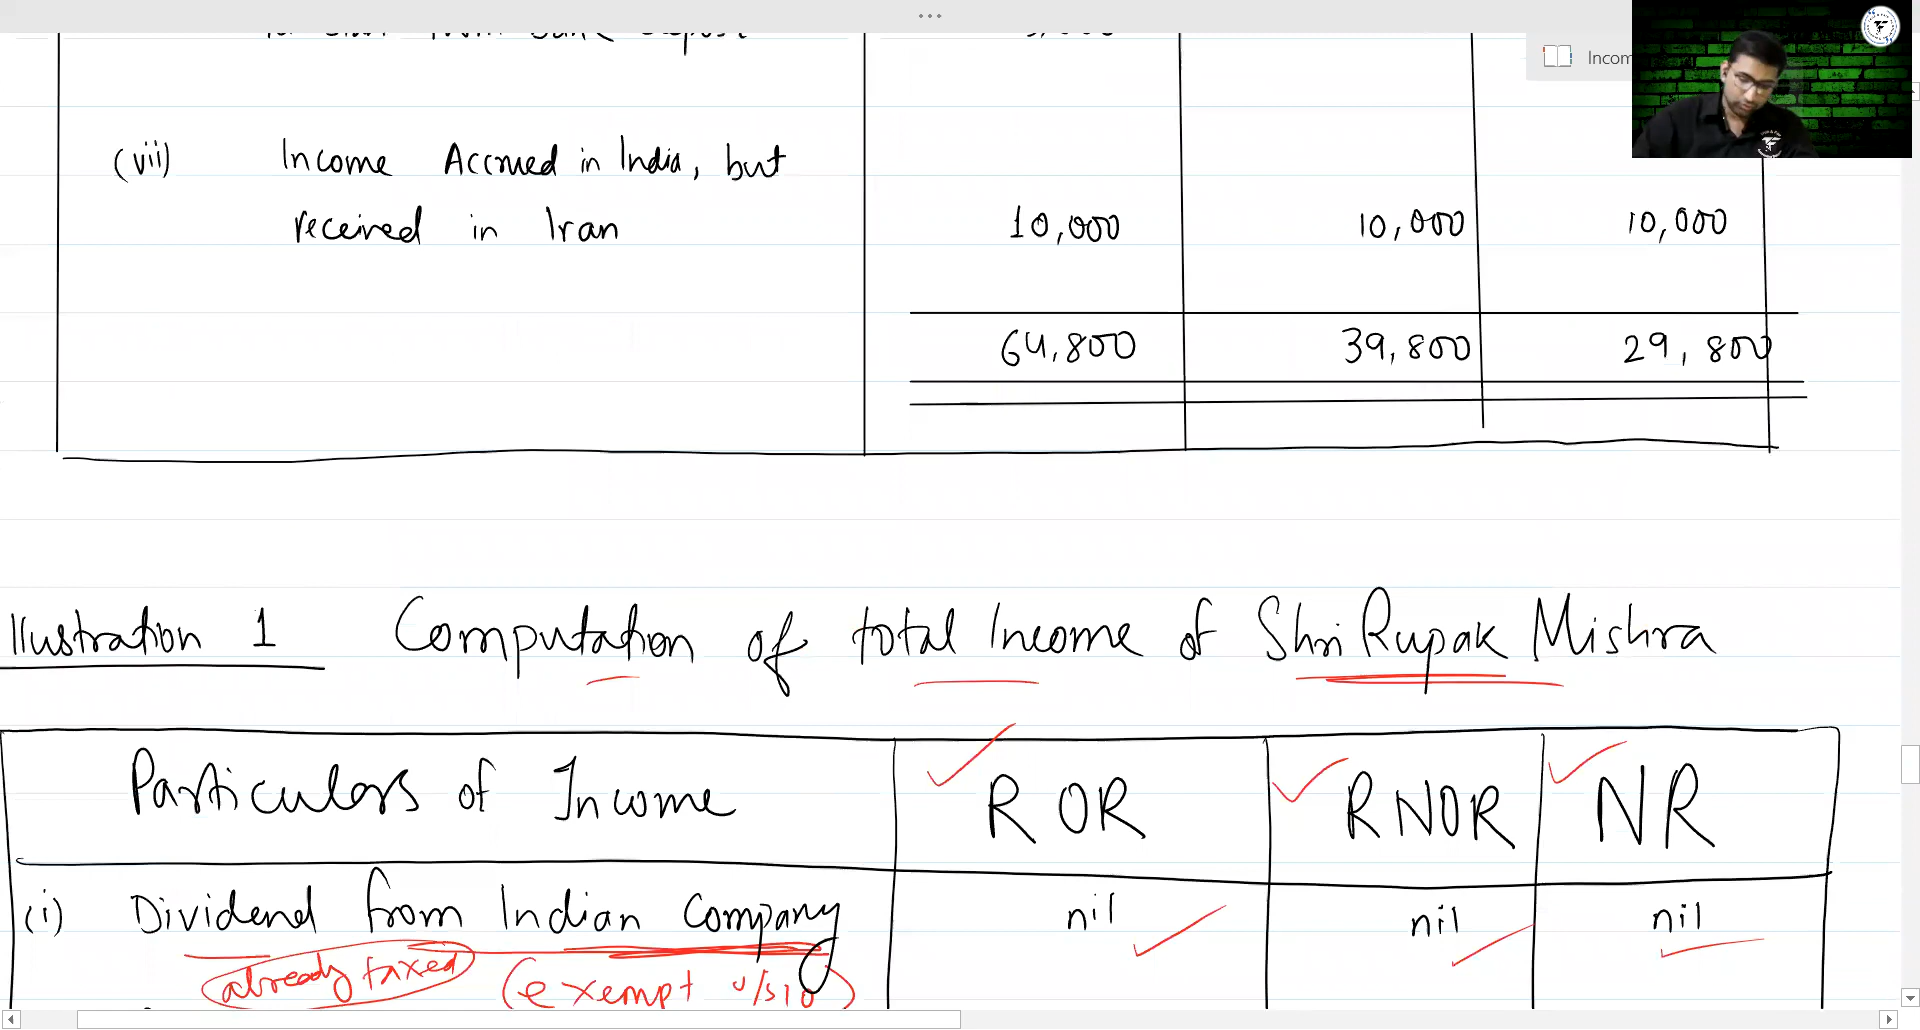 Incom
(vii) Income Accrued in India, but
received in Iran 10,000 10,000 10,000
64,800 39,800 29,800
Illustration 1 Computation of total Income of Shri Rupak Mishra
Particulars of Income ROR RNOR NR
(i) Dividend from Indian Company nil nil nil
already taxed (exempt u/s10)